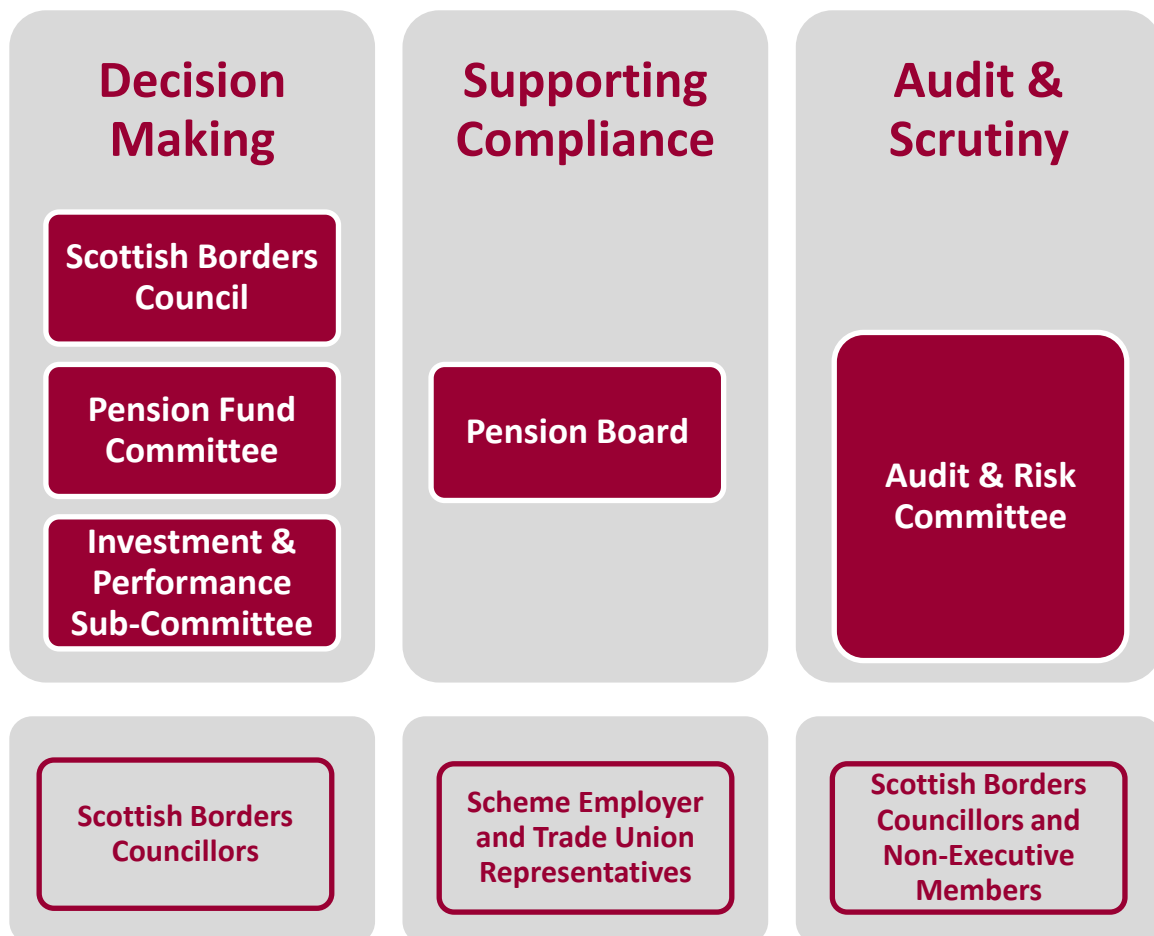 Decision
Making
Scottish Borders
Council
Pension Fund
Committee
Investment &
Performance
Sub-Committee
Supporting
Compliance
Pension Board
Audit &
Scrutiny
Audit & Risk
Committee
Scottish Borders
Councillors
Scheme Employer
and Trade Union
Representatives
Scottish Borders
Councillors and
Non-Executive
Members